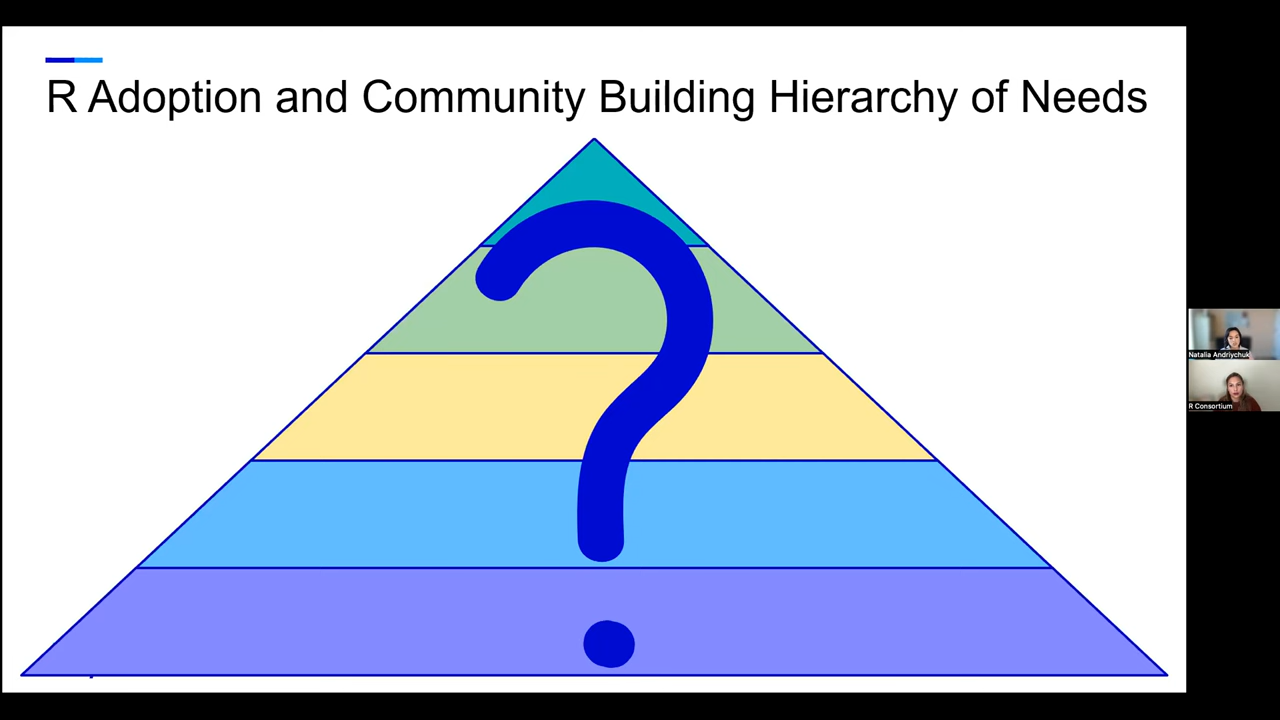 R Adoption and Community Building Hierarchy of Needs
?
Natalia Andriychuk
R Consortium